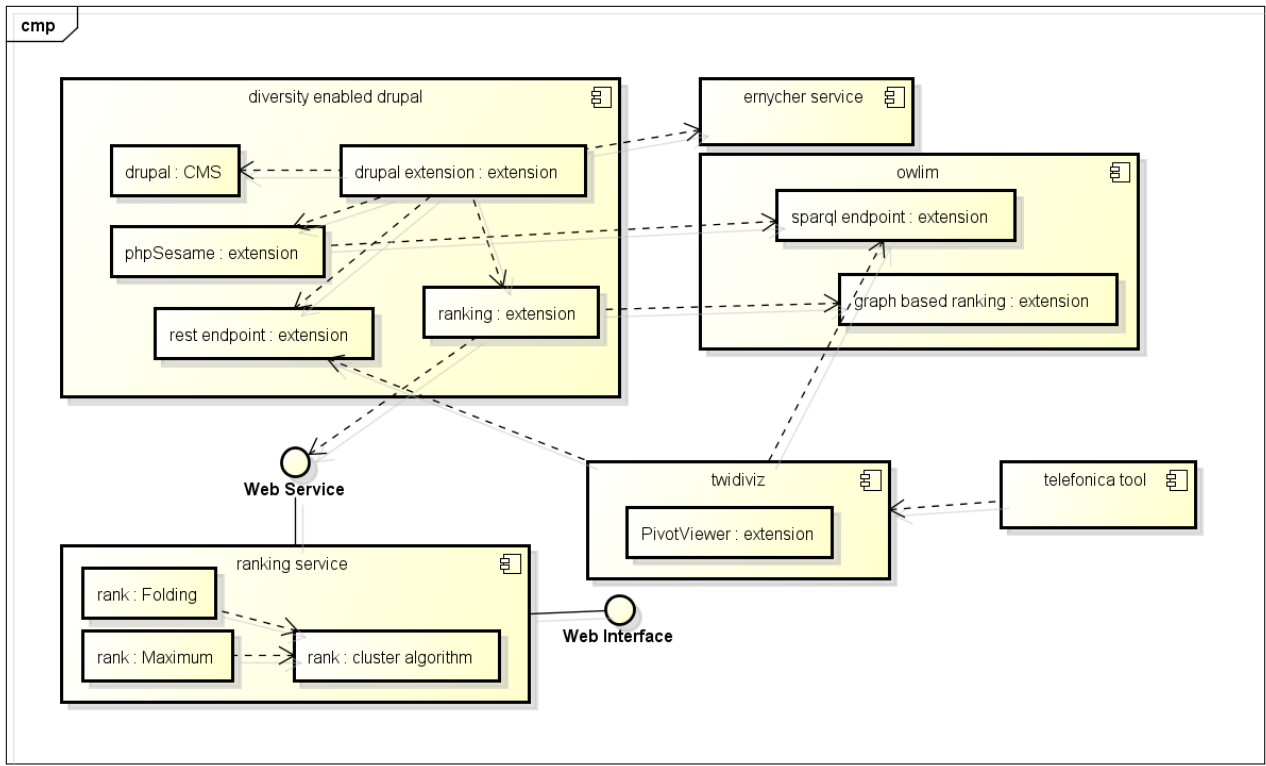 cmp
diversity enabled drupal
drupal : CMS
drupal extension : extension
phpSesame : extension
rest endpoint : extension
ranking : extension
ernycher service
owlim
sparql endpoint : extension
graph based ranking : extension
Web Service
twidiviz
PivotViewer : extension
telefonica tool
ranking service
rank : Folding
rank : Maximum
rank : cluster algorithm
Web Interface